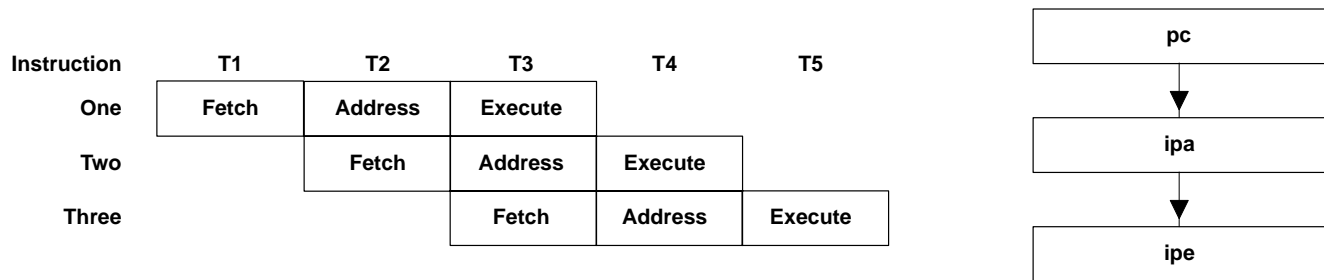 Instruction T1 T2 T3 T4 T5
One Fetch Address Execute
Two Fetch Address Execute
Three Fetch Address Execute
pc
ipa
ipe